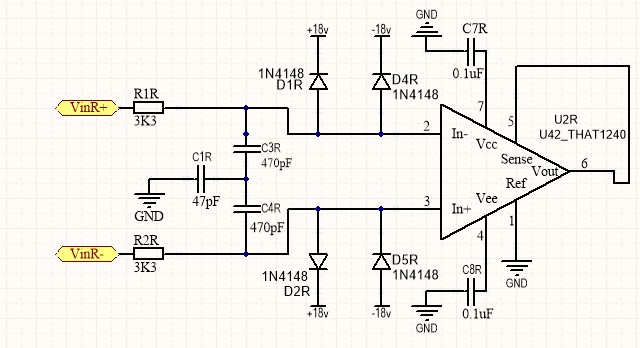 GND
+18v
-18v
C7R
0.1uF
1N4148
D1R
D4R
1N4148
R1R
VinR+
3K3
7
5
U2R
U42_THAT1240
2
In-
Vcc
Sense
C3R
470pF
C1R
47pF
GND
6
Vout
Ref
C4R
470pF
3
In+
Vee
4
1
R2R
VinR-
3K3
1N4148
D2R
D5R
1N4148
C8R
0.1uF
GND
+18v
-18v
GND